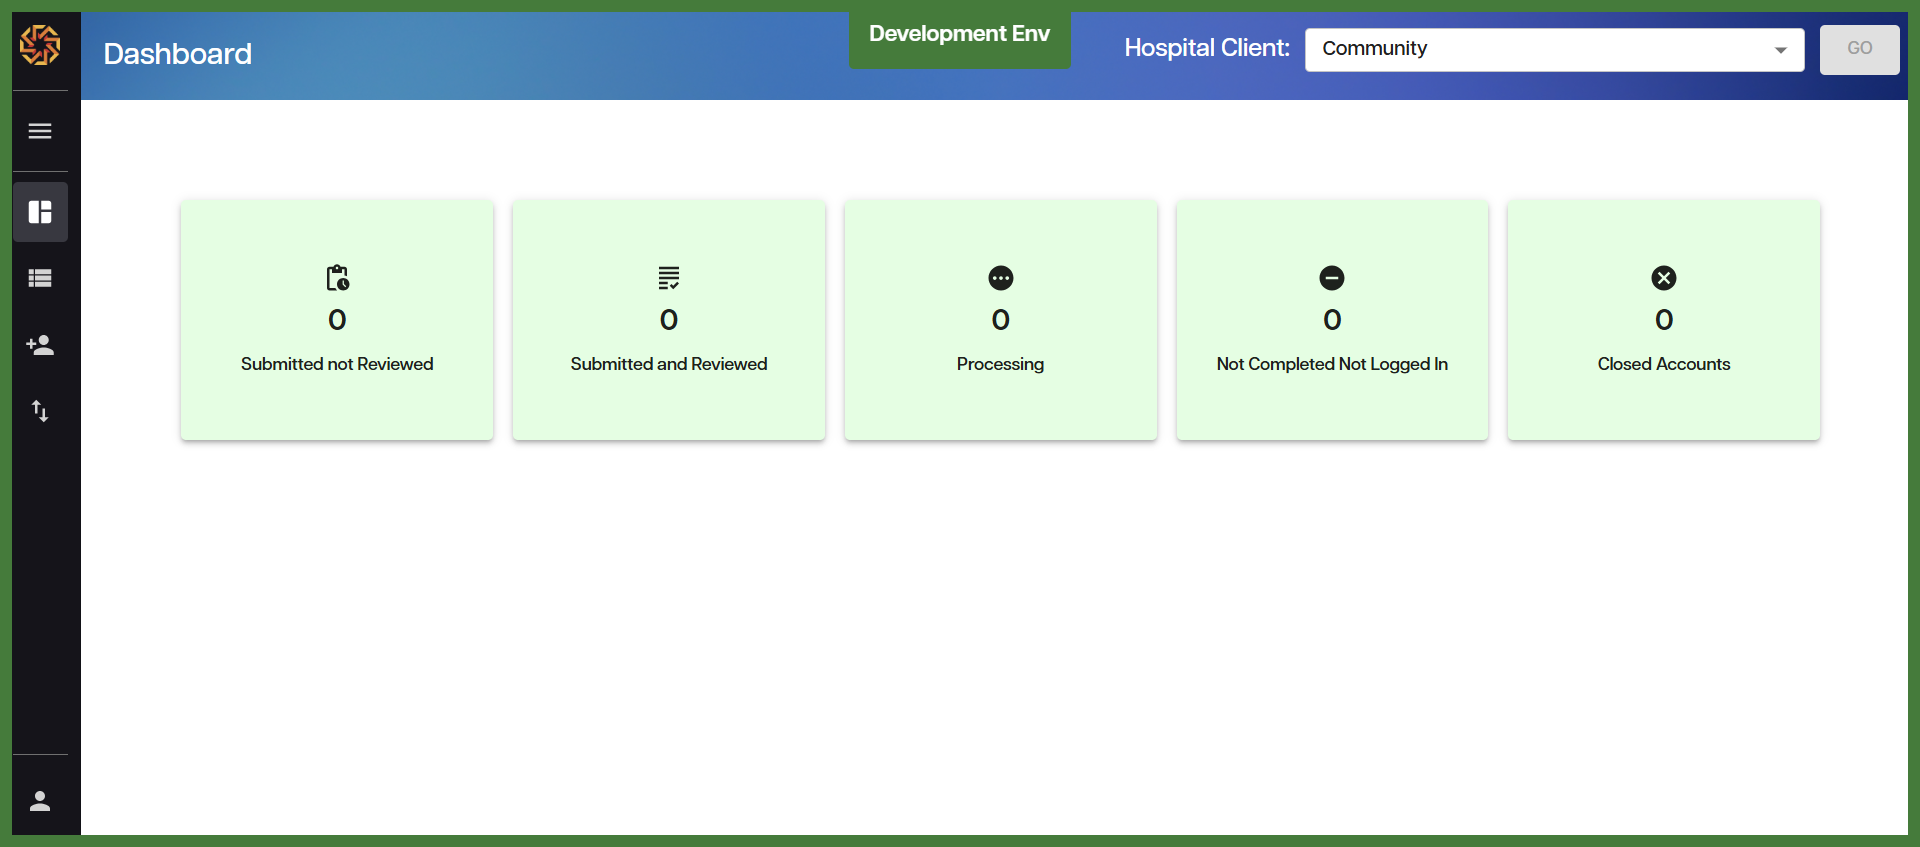 Dashboard
Development Env
Hospital Client:
Community
GO
0
Submitted not Reviewed
0
Submitted and Reviewed
0
Processing
0
Not Completed Not Logged In
0
Closed Accounts